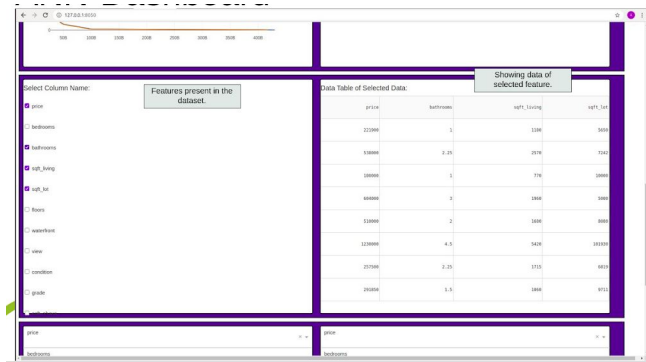 127.0.0.1:8050
0
500 1000 1500 2000 2500 3000 3500 4000
Select Column Name:
Features present in the
dataset.
price
bedrooms
bathrooms
sqft_living
sqft_lot
floors
waterfront
view
condition
grade
Showing data of
selected feature.
Data Table of Selected Data:
price bathrooms sqft_living sqft_lot
221900 1 1180 5650
538000 2.25 2570 7242
180000 1 770 10000
604000 3 1960 5000
510000 2 1680 8080
1230000 4.5 5420 101930
257500 2.25 1715 6819
291850 1.5 1060 9711
price
bedrooms
price
bedrooms